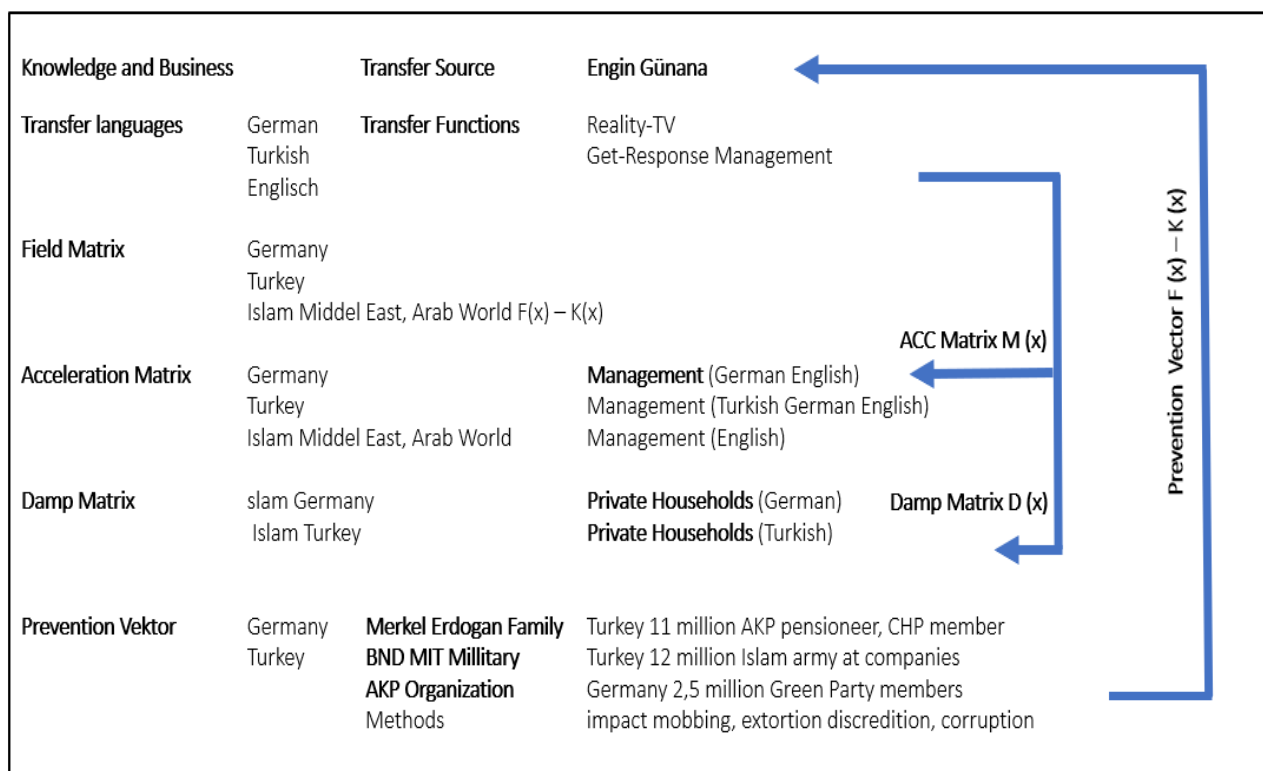 Knowledge and Business Transfer Source Engin Günana
Transfer languages German Transfer Functions Reality-TV
Turkish Get-Response Management
Englisch
Field Matrix Germany
Turkey
Islam Middel East, Arab World F(x) – K(x)
ACC Matrix M (x)
Acceleration Matrix Germany Management (German English)
Turkey Management (Turkish German English)
Islam Middel East, Arab World Management (English)
Damp Matrix slam Germany Private Households (German) Damp Matrix D (x)
Islam Turkey Private Households (Turkish)
Prevention Vektor Germany Merkel Erdogan Family Turkey 11 million AKP pensioneer, CHP member
Turkey BND MIT Millitary Turkey 12 million Islam army at companies
AKP Organization Germany 2,5 million Green Party members
Methods impact mobbing, extortion discredition, corruption
Prevention Vector F (x) – K (x)